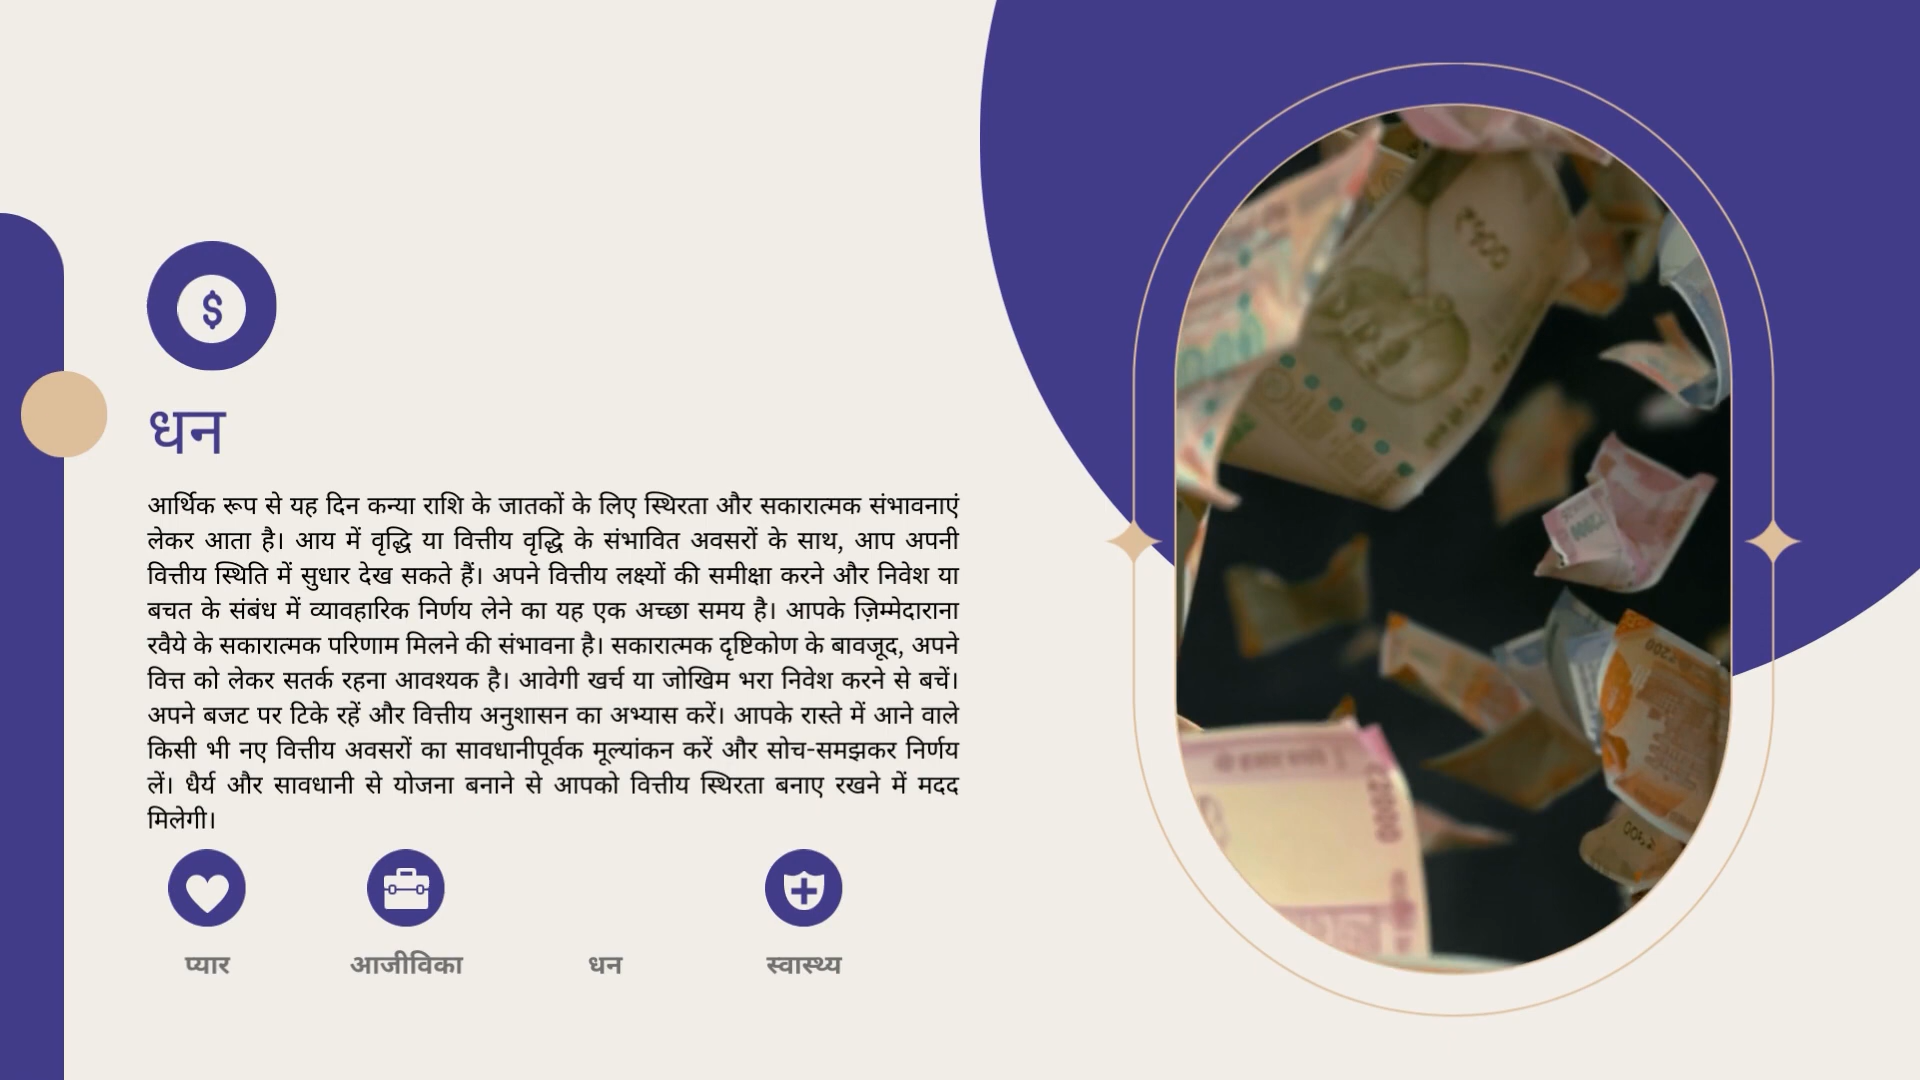 $
धन
आर्थिक रूप से यह दिन कन्या राशि के जातकों के लिए स्थिरता और सकारात्मक संभावनाएं
लेकर आता है। आय में वृद्धि या वित्तीय वृद्धि के संभावित अवसरों के साथ, आप अपनी
वित्तीय स्थिति में सुधार देख सकते हैं। अपने वित्तीय लक्ष्यों की समीक्षा करने और निवेश या
बचत के संबंध में व्यावहारिक निर्णय लेने का यह एक अच्छा समय है। आपके ज़िम्मेदाराना
रवैये के सकारात्मक परिणाम मिलने की संभावना है। सकारात्मक दृष्टिकोण के बावजूद, अपने
वित्त को लेकर सतर्क रहना आवश्यक है। आवेगी खर्च या जोखिम भरा निवेश करने से बचें।
अपने बजट पर टिके रहें और वित्तीय अनुशासन का अभ्यास करें। आपके रास्ते में आने वाले
किसी भी नए वित्तीय अवसरों का सावधानीपूर्वक मूल्यांकन करें और सोच-समझकर निर्णय
लें। धैर्य और सावधानी से योजना बनाने से आपको वित्तीय स्थिरता बनाए रखने में मदद
मिलेगी।
प्यार आजीविका धन स्वास्थ्य
₹500